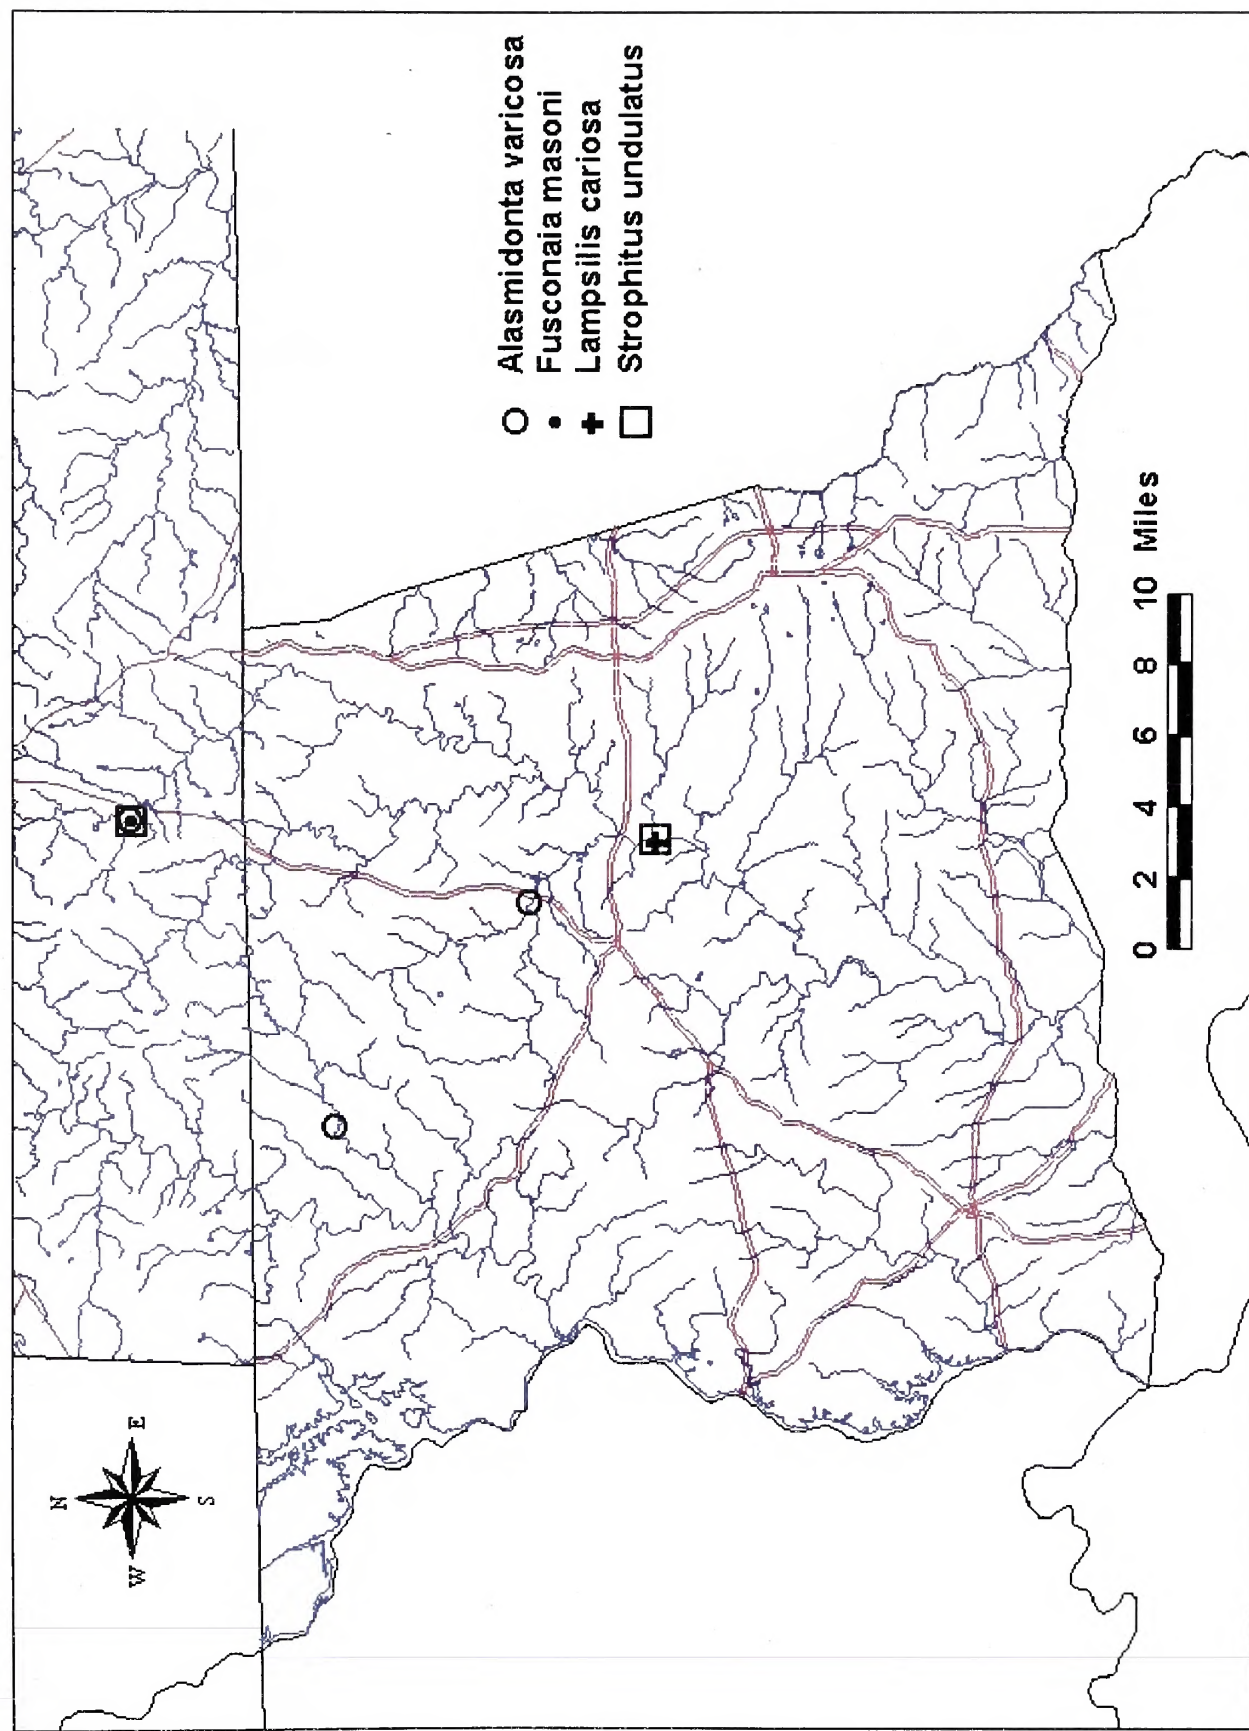 N
W E
S
Alasmidonta varicosa
Fusconaia masoni
Lampsilis cariosa
Strophitus undulatus
0 2 4 6 8 10 Miles